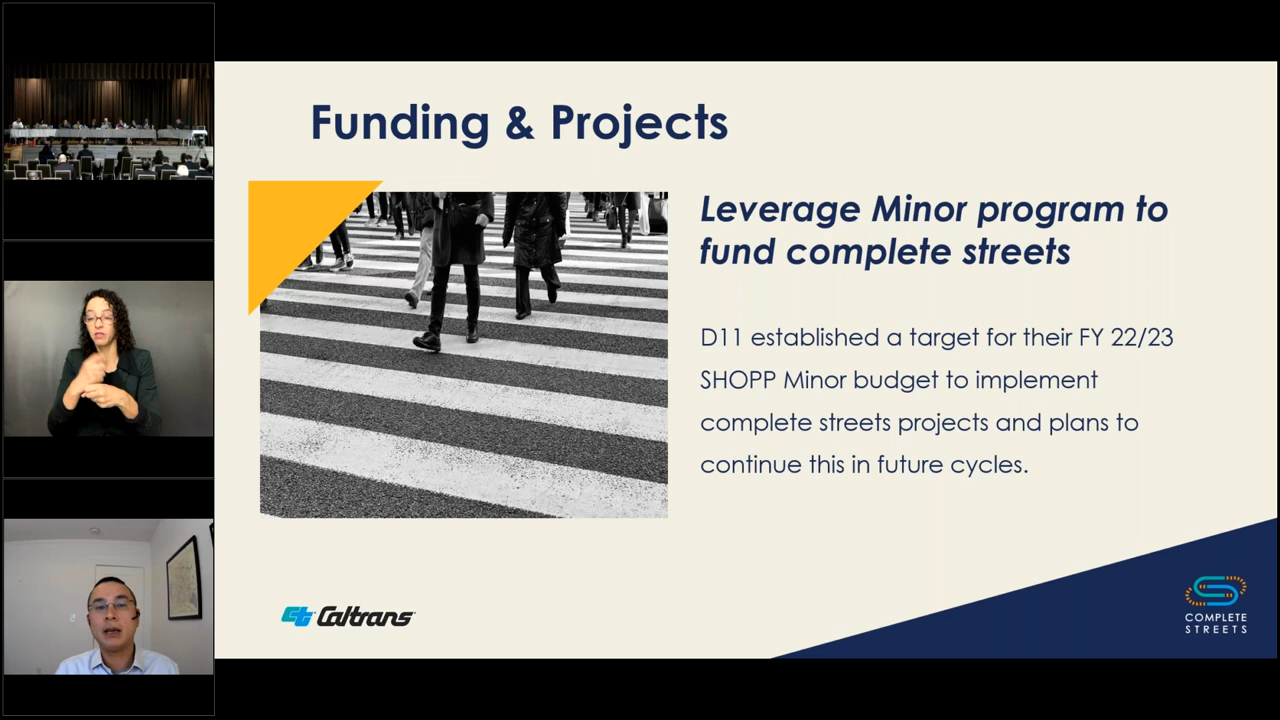 Funding & Projects
Leverage Minor program to
fund complete streets
D11 established a target for their FY 22/23
SHOPP Minor budget to implement
complete streets projects and plans to
continue this in future cycles.
Caltrans
COMPLETE
STREETS